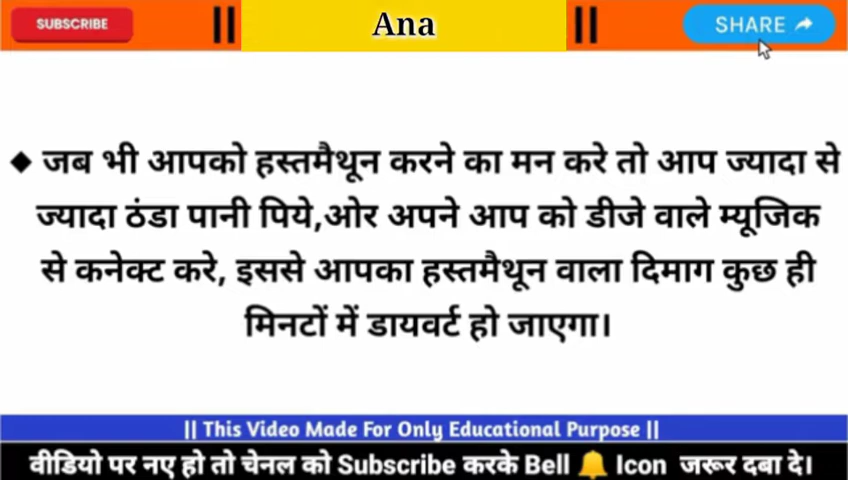 SUBSCRIBE || Ana || SHARE
◆ जब भी आपको हस्तमैथून करने का मन करे तो आप ज्यादा से
ज्यादा ठंडा पानी पिये,ओर अपने आप को डीजे वाले म्यूजिक
से कनेक्ट करे, इससे आपका हस्तमैथून वाला दिमाग कुछ ही
मिनटों में डायवर्ट हो जाएगा।
|| This Video Made For Only Educational Purpose ||
वीडियो पर नए हो तो चेनल को Subscribe करके Bell 🔔 Icon जरूर दबा दे।